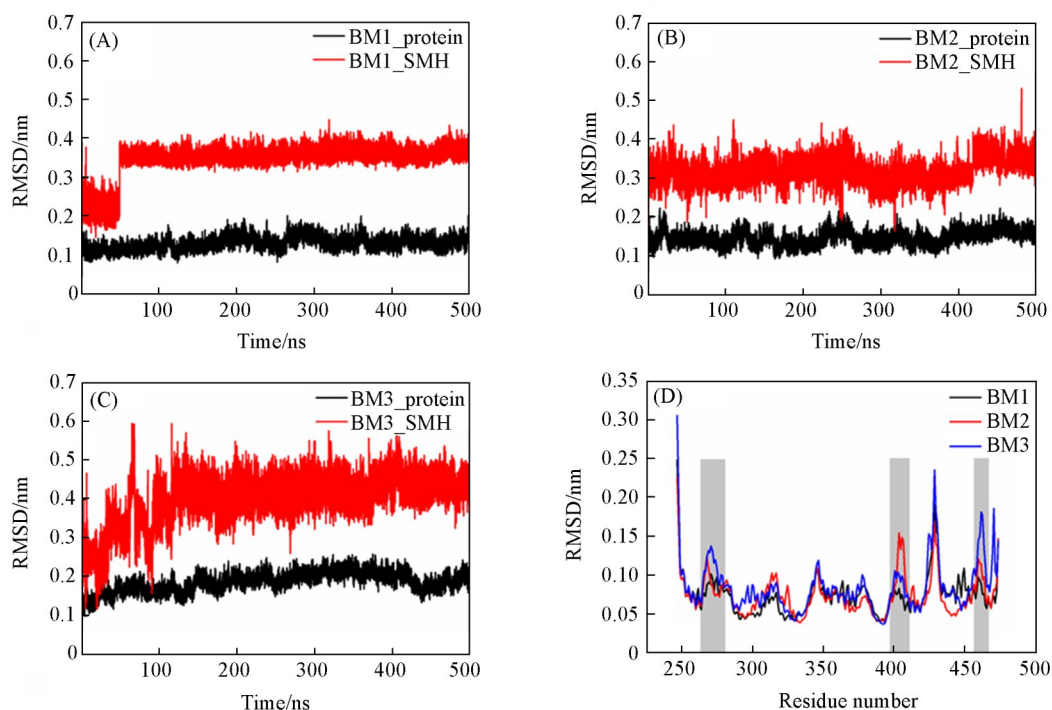 (A)
BM1_protein
BM1_SMH
RMSD/nm
0.7
0.6
0.5
0.4
0.3
0.2
0.1
0
100
200
300
400
500
Time/ns
(B)
BM2_protein
BM2_SMH
RMSD/nm
0.7
0.6
0.5
0.4
0.3
0.2
0.1
0
100
200
300
400
500
Time/ns
(C)
BM3_protein
BM3_SMH
RMSD/nm
0.7
0.6
0.5
0.4
0.3
0.2
0.1
0
100
200
300
400
500
Time/ns
(D)
BM1
BM2
BM3
RMSD/nm
0.35
0.30
0.25
0.20
0.15
0.10
0.05
0
250
300
350
400
450
500
Residue number